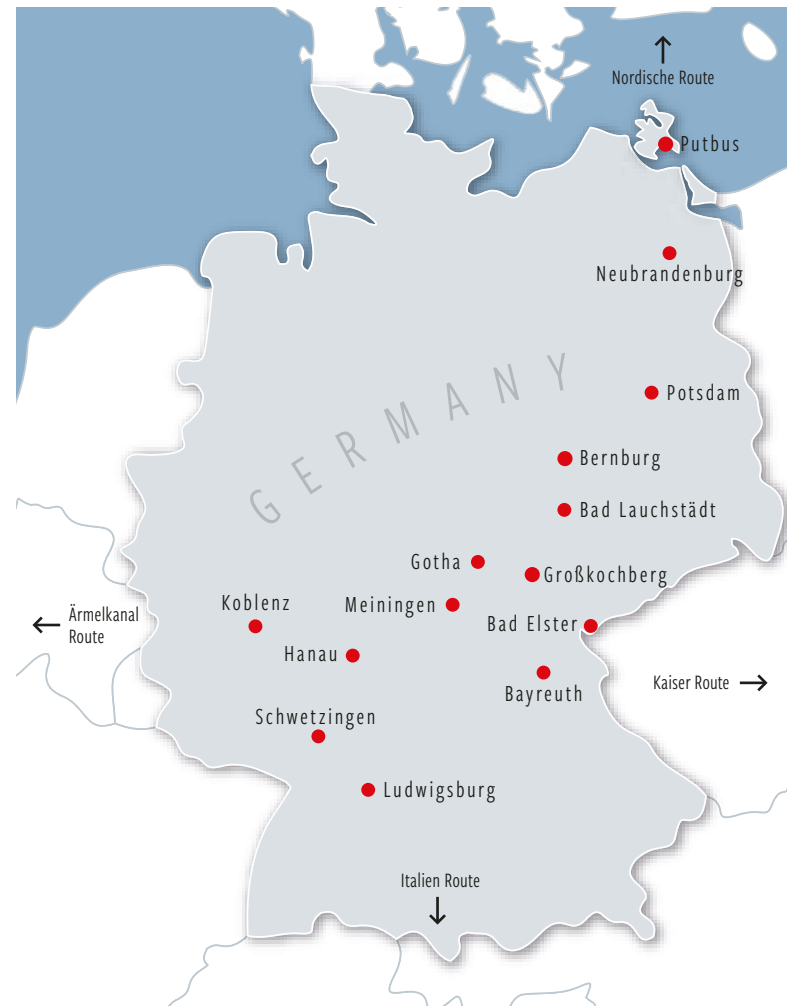 Nordische Route
Putbus
Neubrandenburg
GERMANY
Potsdam
Bernburg
Bad Lauchstädt
Gotha
Großkochberg
Koblenz
Meiningen
Ärmelkanal
Route
Bad Elster
Hanau
Kaiser Route
Bayreuth
Schwetzingen
Ludwigsburg
Italien Route